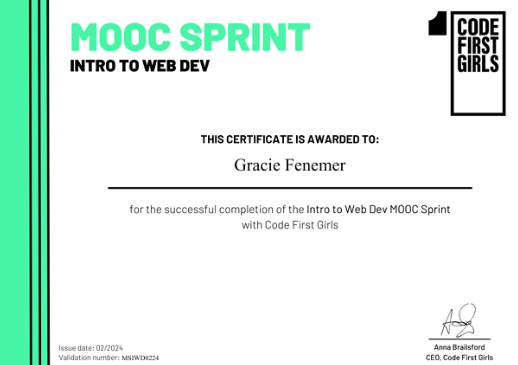 MOOC SPRINT
INTRO TO WEB DEV
1
CODE
FIRST
GIRLS
THIS CERTIFICATE IS AWARDED TO:
Gracie Fenemer
for the successful completion of the Intro to Web Dev MOOC Sprint
with Code First Girls
Issue date: 02/2024
Validation number: MSIWD0224
Anna Brailsford
CEO, Code First Girls